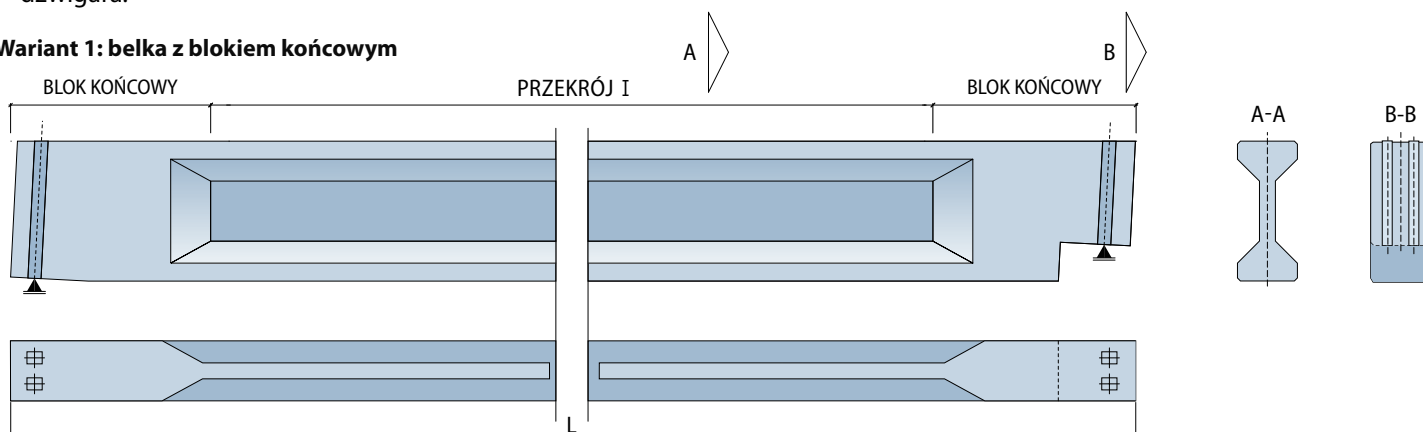 dźwigara.
Wariant 1: belka z blokiem końcowym
A
B
BLOK KOŃCOWY
PRZEKRÓJ I
BLOK KOŃCOWY
A-A
B-B
L